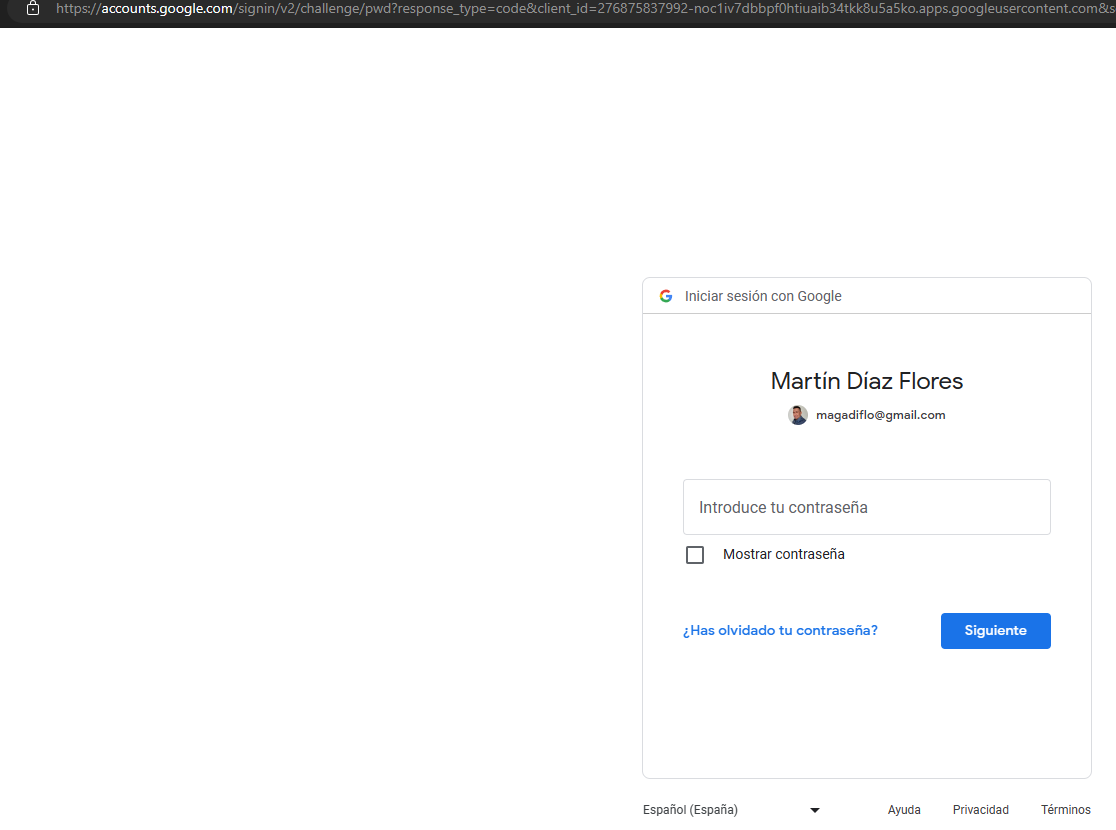 https://accounts.google.com/signin/v2/challenge/pwd?response_type=code&client_id=276875837992-noc1iv7dbbpf0htiuaib34tkk8u5a5ko.apps.googleusercontent.com&s
Iniciar sesión con Google
Martín Díaz Flores
magadiflo@gmail.com
Introduce tu contraseña
Mostrar contraseña
¿Has olvidado tu contraseña?
Siguiente
Español (España)
Ayuda
Privacidad
Términos